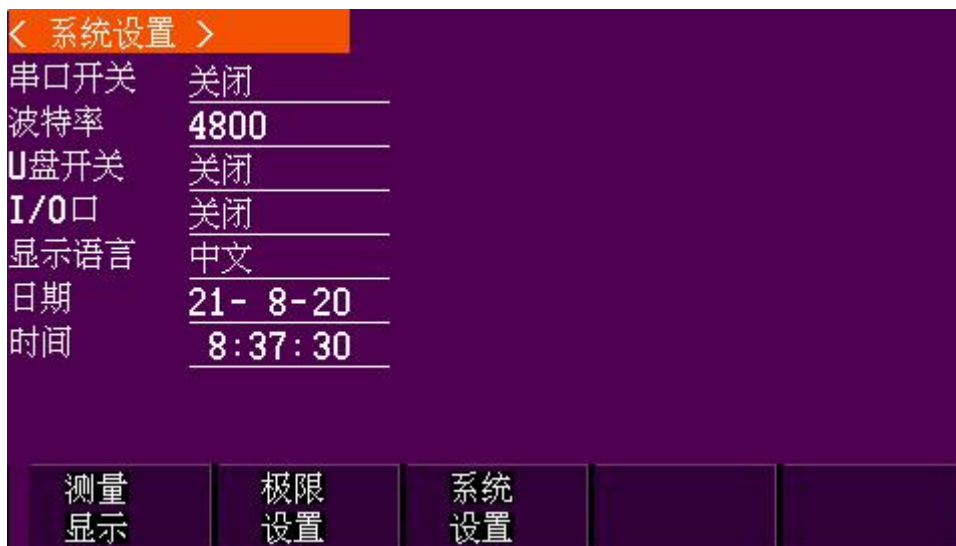 < 系统设置 >
串口开关 关闭
波特率 4800
U盘开关 关闭
I/O口 关闭
显示语言 中文
日期 21- 8-20
时间 8:37:30
测量 极限 系统
显示 设置 设置